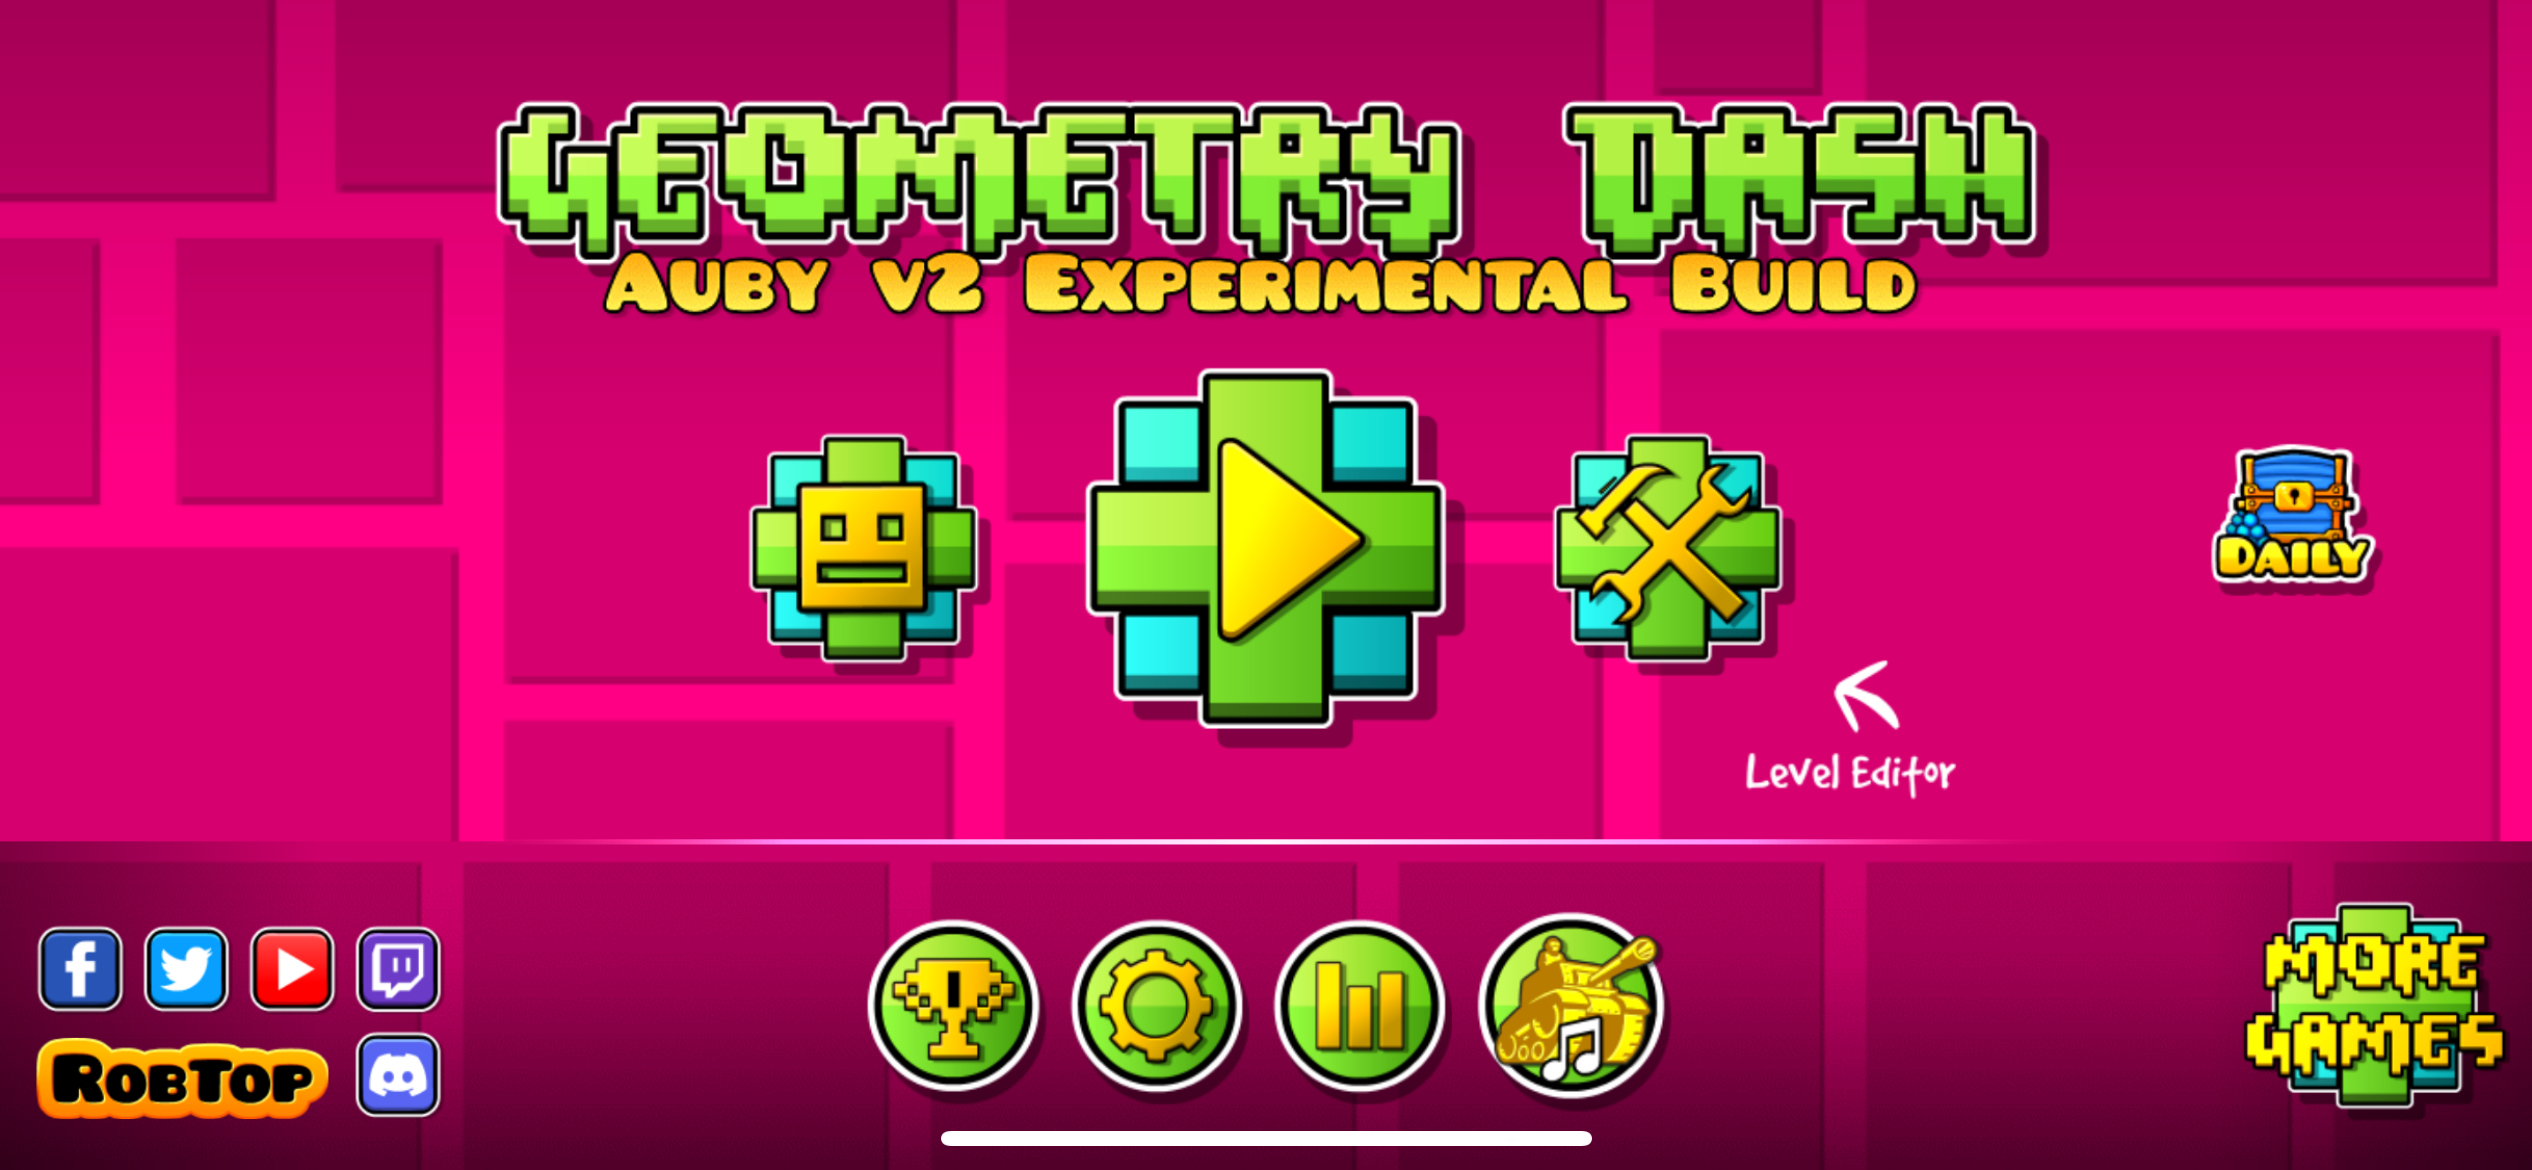 GEOMETRY DASH
AUBY V2 EXPERIMENTAL BUILD
DAILY
Level Editor
ROBTOP
MORE
GAMES